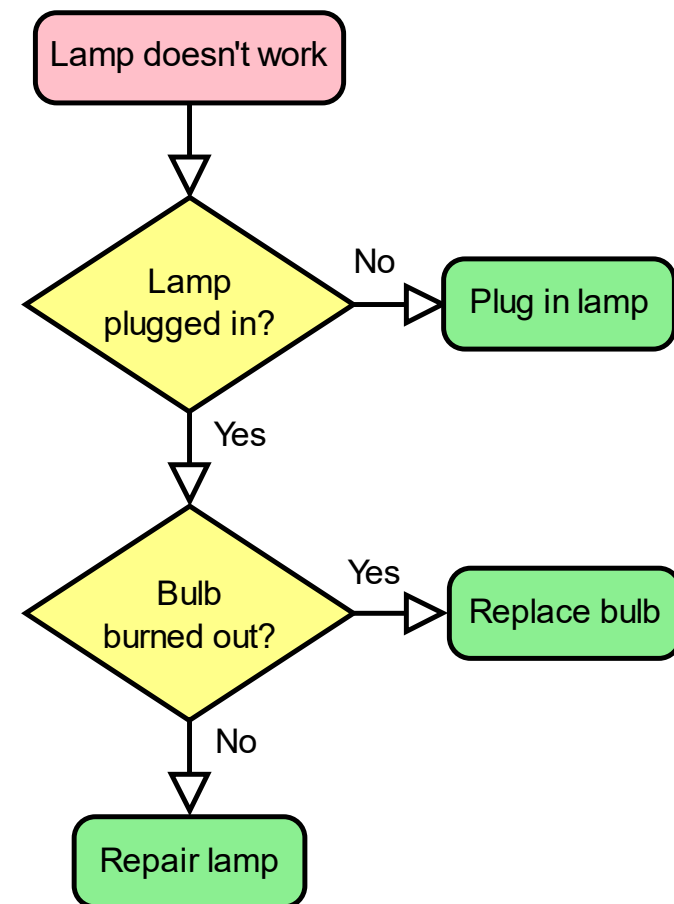 Lamp doesn't work
Lamp
plugged in?
No
Plug in lamp
Yes
Bulb
burned out?
Yes
Replace bulb
No
Repair lamp